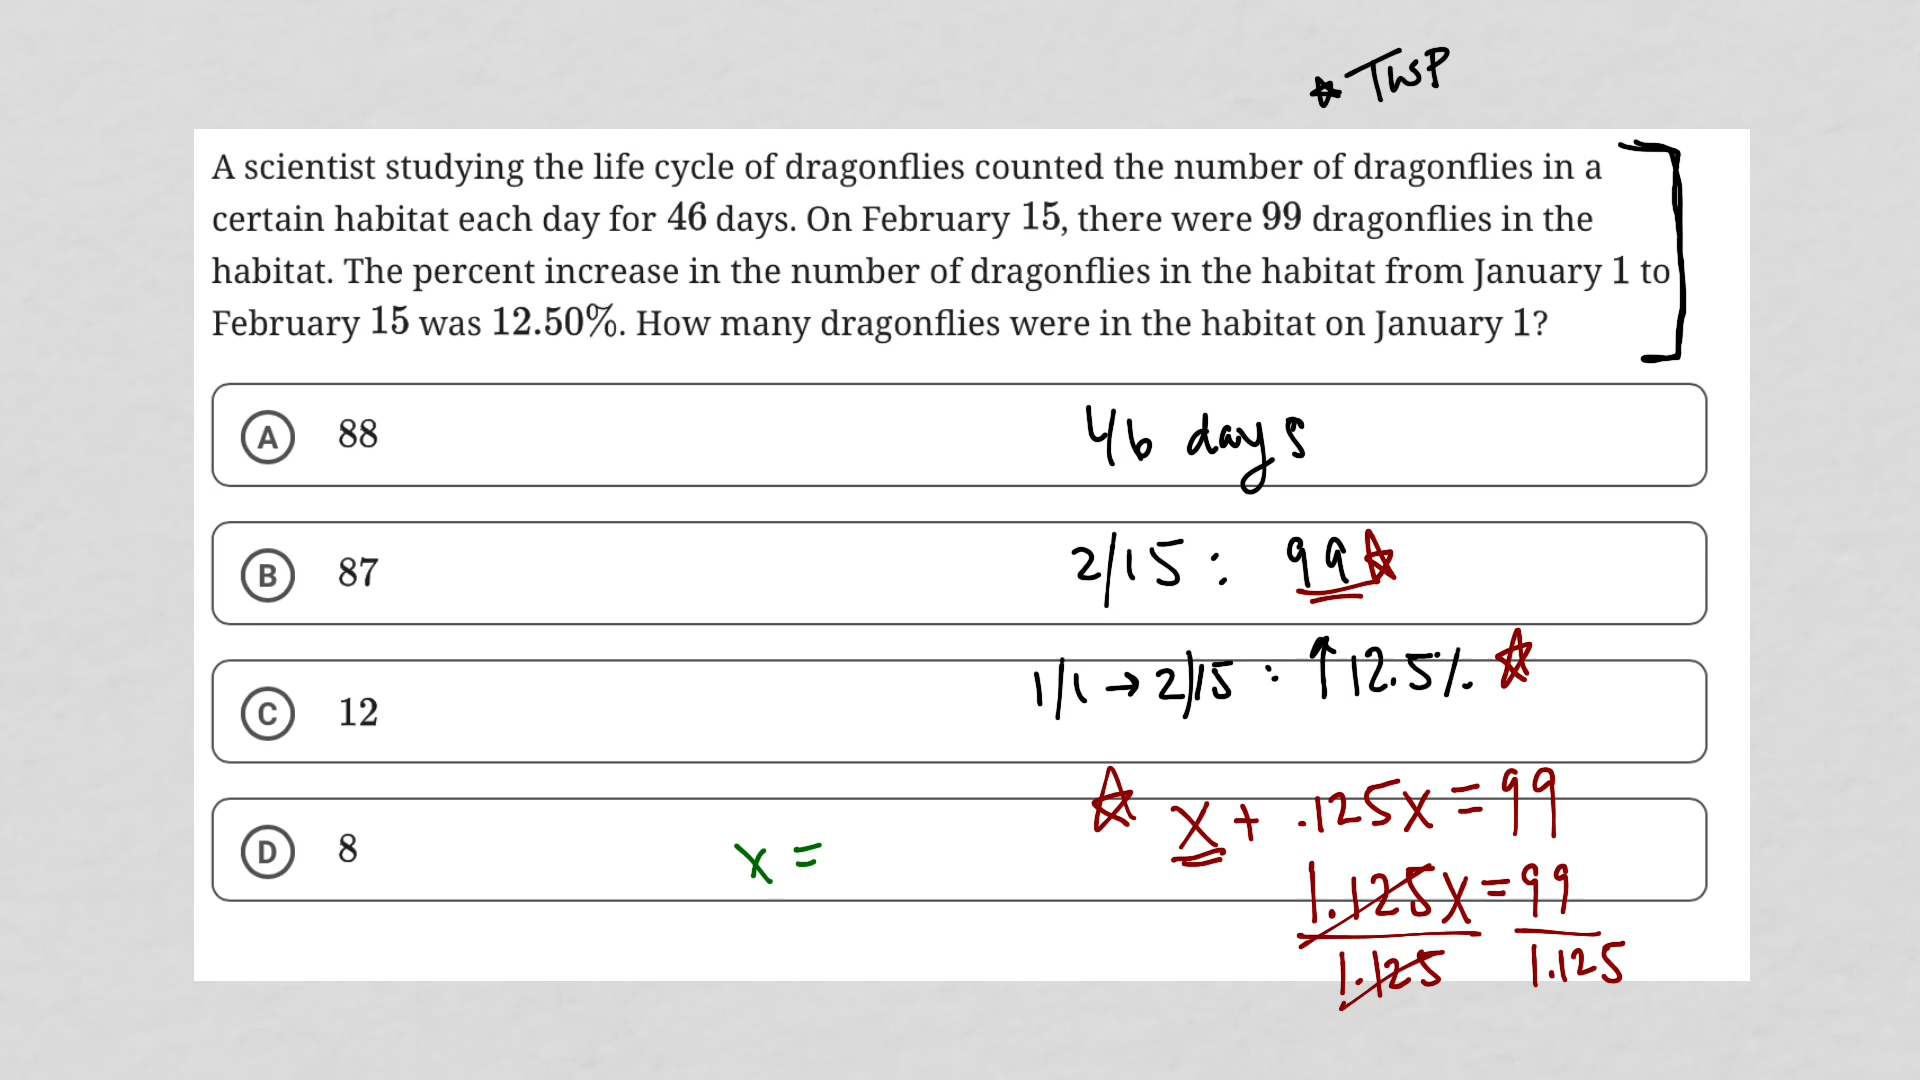 * TWSP
A scientist studying the life cycle of dragonflies counted the number of dragonflies in a
certain habitat each day for 46 days. On February 15, there were 99 dragonflies in the
habitat. The percent increase in the number of dragonflies in the habitat from January 1 to
February 15 was 12.50%. How many dragonflies were in the habitat on January 1?
A 88
46 days
B 87
2/15 : 99
C 12
1/1 → 2/15 : ↑ 12.5%
D 8
x =
x + .125x = 99
1.125x = 99
1.125 1.125